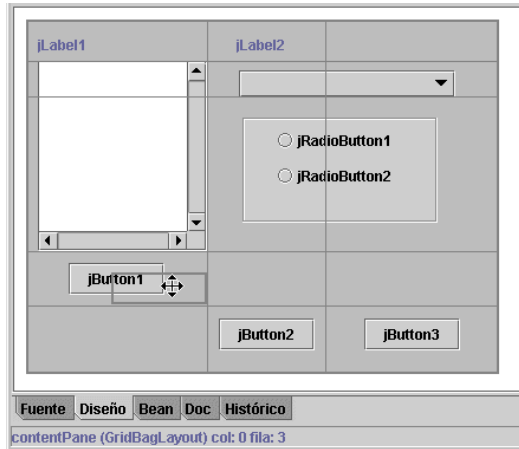 jLabel1 jLabel2
jRadioButton1
jRadioButton2
jButton1
jButton2 jButton3
Fuente Diseño Bean Doc Histórico
contentPane (GridBagLayout) col: 0 fila: 3